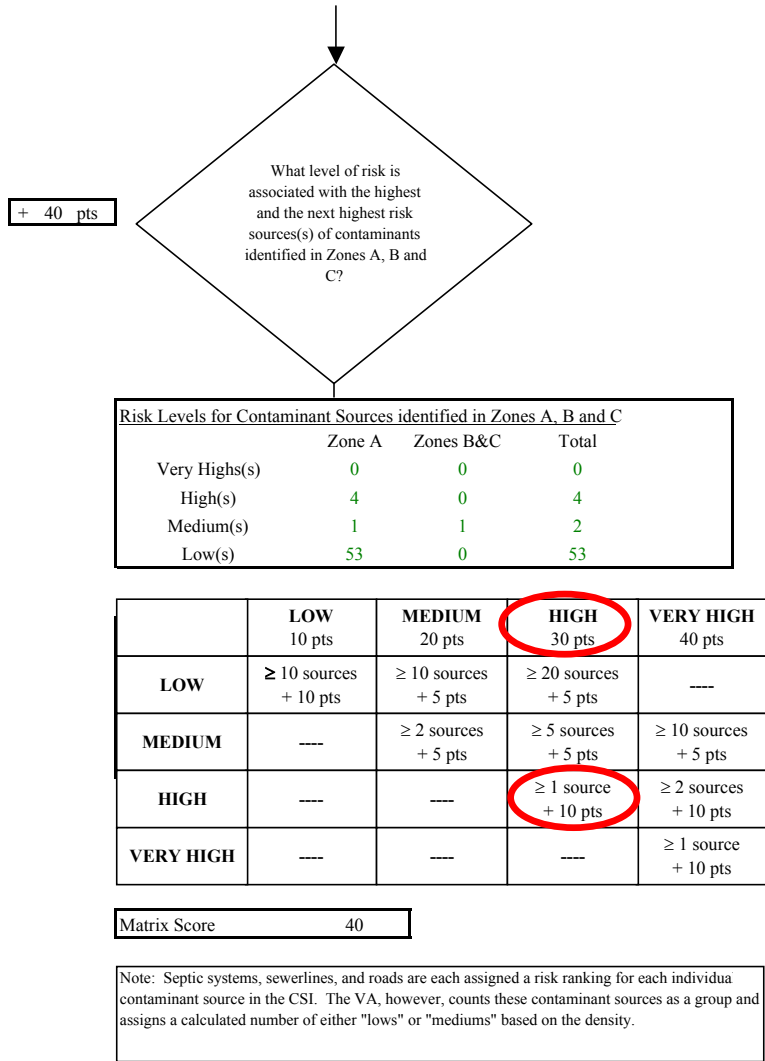 What level of risk is
associated with the highest
and the next highest risk
sources(s) of contaminants
identified in Zones A, B and
C?
+ 40 pts
Risk Levels for Contaminant Sources identified in Zones A, B and C
Zone A Zones B&C Total
Very Highs(s) 0 0 0
High(s) 4 0 4
Medium(s) 1 1 2
Low(s) 53 0 53
LOW MEDIUM HIGH VERY HIGH
10 pts 20 pts 30 pts 40 pts
LOW ≥ 10 sources ≥ 10 sources ≥ 20 sources ----
+ 10 pts + 5 pts + 5 pts
MEDIUM ---- ≥ 2 sources ≥ 5 sources ≥ 10 sources
+ 5 pts + 5 pts + 5 pts
HIGH ---- ---- ≥ 1 source ≥ 2 sources
+ 10 pts + 10 pts
VERY HIGH ---- ---- ---- ≥ 1 source
+ 10 pts
Matrix Score 40
Note: Septic systems, sewerlines, and roads are each assigned a risk ranking for each individua
contaminant source in the CSI. The VA, however, counts these contaminant sources as a group and
assigns a calculated number of either "lows" or "mediums" based on the density.